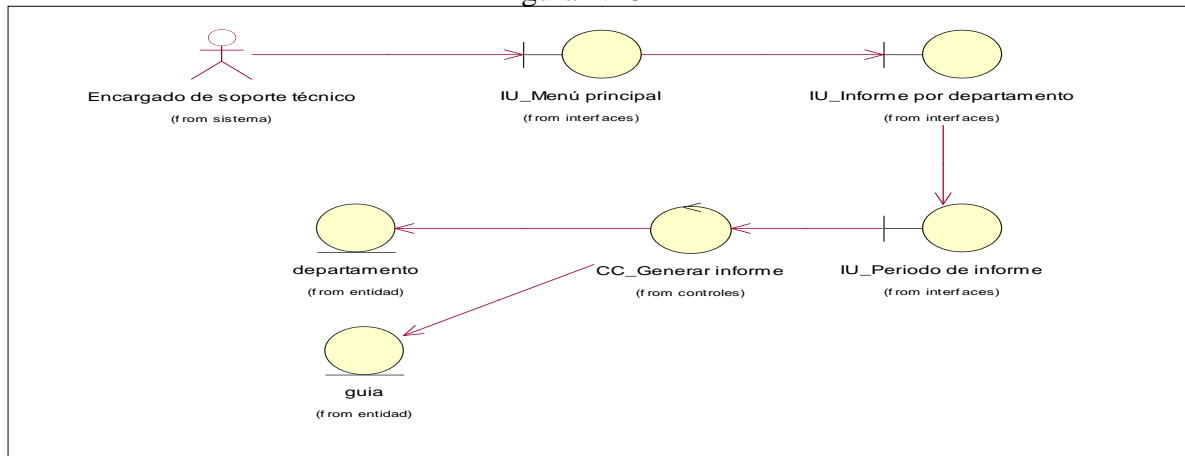 Encargado de soporte técnico
(from sistema)
IU_Menú principal
(from interfaces)
IU_Informe por departamento
(from interfaces)
departamento
(from entidad)
CC_Generar informe
(from controles)
IU_Periodo de informe
(from interfaces)
guia
(from entidad)